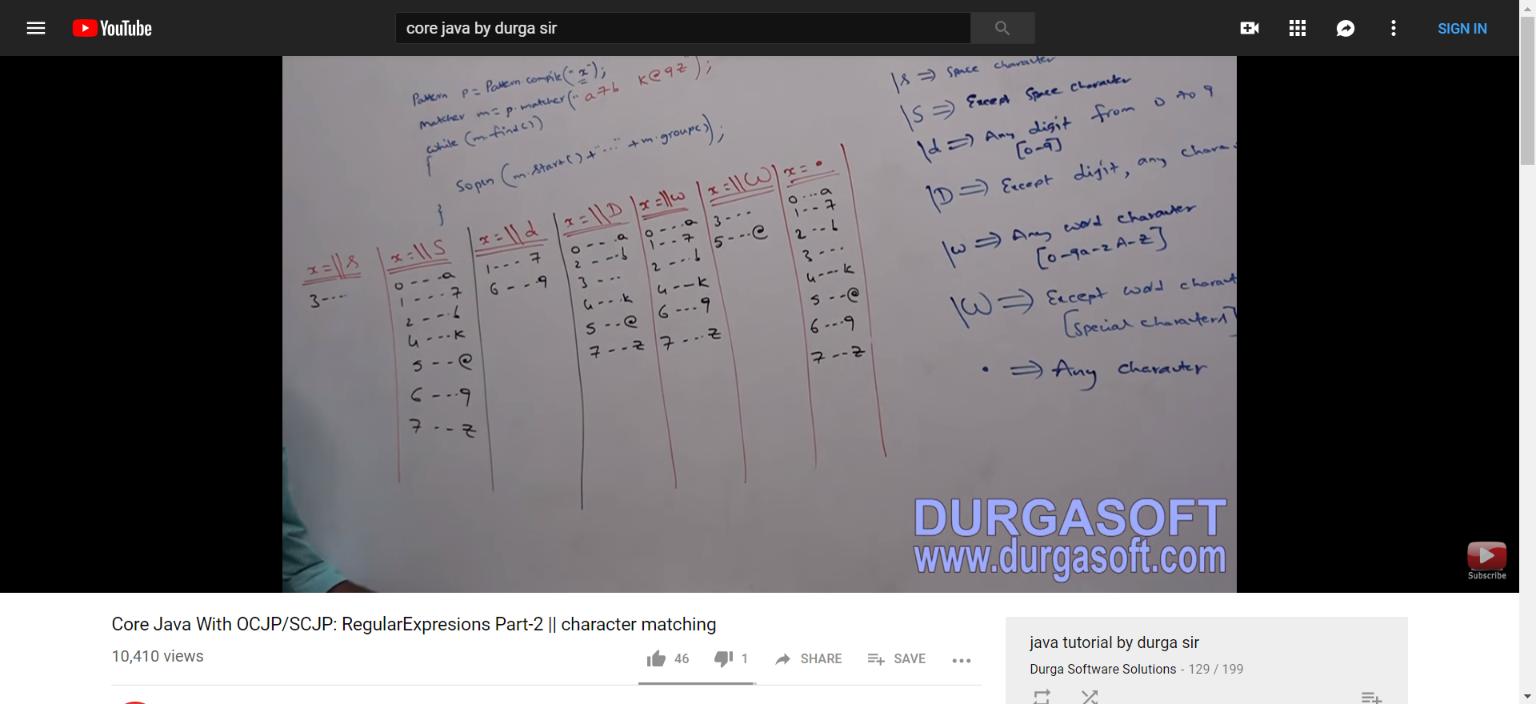 YouTube
core java by durga sir
SIGN IN
Pattern p = Pattern.compile("x");
Matcher m = p.matcher("a7b k@9z");
while (m.find())
{
Sopln (m.start() + "..." + m.group());
}
x=\\s
3---
x=\\S
0---a
1---7
2---b
4---k
5---@
6---9
7---z
x=\\d
1---7
6---9
x=\\D
0---a
2---b
3---
4---k
5---@
7---z
x=\\w
0---a
1---7
2---b
4---k
6---9
7---z
x=\\W
3---
5---@
x= .
0---a
1---7
2---b
3---
4---k
5---@
6---9
7---z
\s ⇒ Space character
\S ⇒ Except Space character
\d ⇒ Any digit from 0 to 9
[0-9]
\D ⇒ Except digit, any chara
\w ⇒ Any word character
[0-9a-zA-Z]
\W ⇒ Except word charact
[special characters]
. ⇒ Any character
DURGASOFT
www.durgasoft.com
Subscribe
Core Java With OCJP/SCJP: RegularExpresions Part-2 || character matching
10,410 views
46
1
SHARE
SAVE
java tutorial by durga sir
Durga Software Solutions - 129 / 199